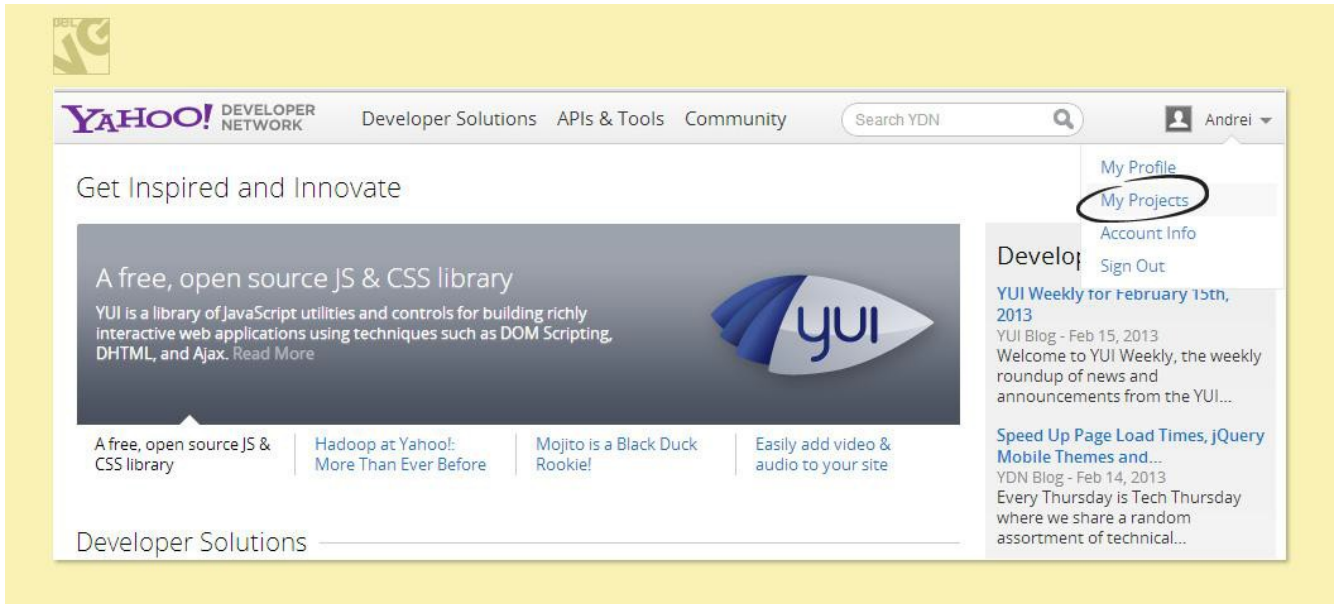 BEL
VG
YAHOO! DEVELOPER NETWORK
Developer Solutions APIs & Tools Community
Search YDN
Andrei
My Profile
My Projects
Account Info
Sign Out
Get Inspired and Innovate
A free, open source JS & CSS library
YUI is a library of JavaScript utilities and controls for building richly
interactive web applications using techniques such as DOM Scripting,
DHTML, and Ajax. Read More
YUI
A free, open source JS &
CSS library
Hadoop at Yahoo!:
More Than Ever Before
Mojito is a Black Duck
Rookie!
Easily add video &
audio to your site
Developer Solutions
Develop
YUI Weekly for February 15th,
2013
YUI Blog - Feb 15, 2013
Welcome to YUI Weekly, the weekly
roundup of news and
announcements from the YUI...
Speed Up Page Load Times, jQuery
Mobile Themes and...
YDN Blog - Feb 14, 2013
Every Thursday is Tech Thursday
where we share a random
assortment of technical...